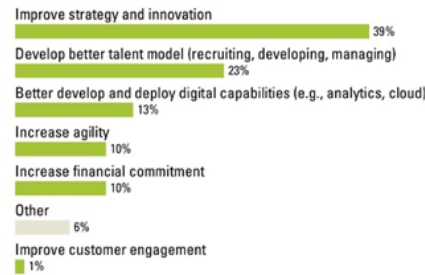 Improve strategy and innovation
39%
Develop better talent model (recruiting, developing, managing)
23%
Better develop and deploy digital capabilities (e.g., analytics, cloud)
13%
Increase agility
10%
Increase financial commitment
10%
Other
6%
Improve customer engagement
1%